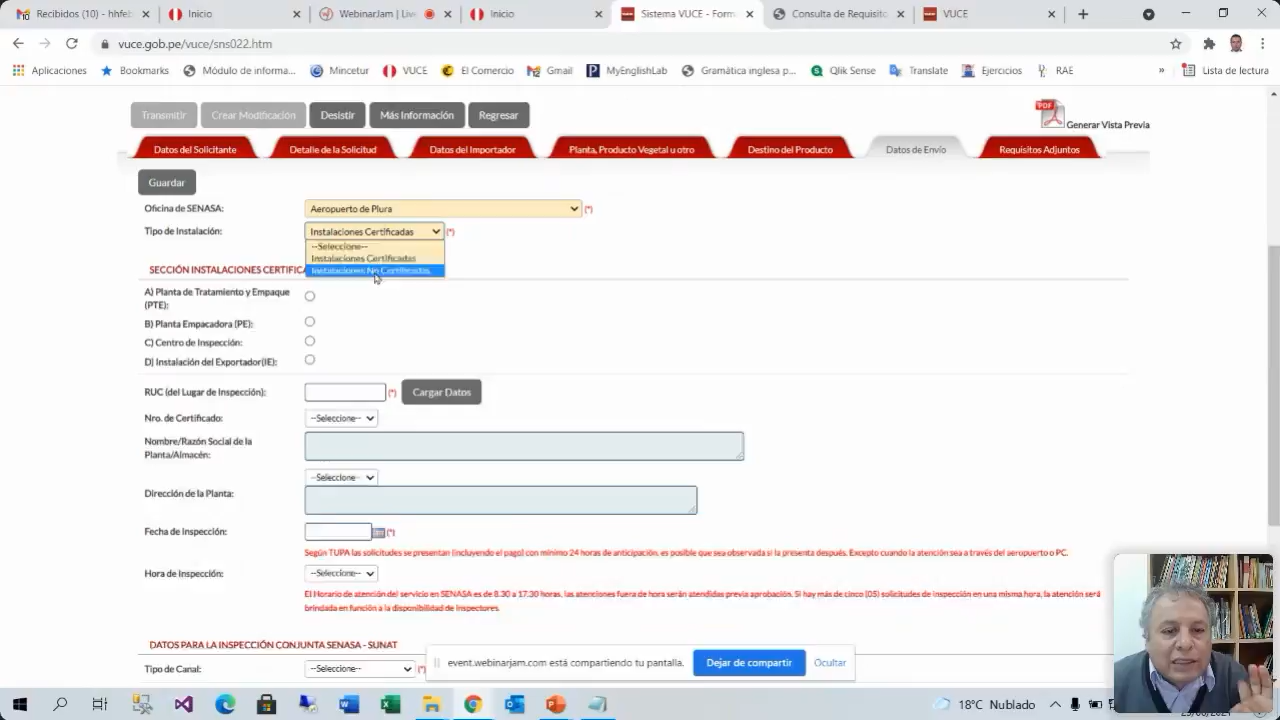 Recibidos (10) - hfeb
Inicio
WebinarJam | Live
Inicio
Sistema VUCE - Form
Consulta de Requisito
VUCE
vuce.gob.pe/vuce/sns022.htm
Aplicaciones
Bookmarks
Módulo de informa...
Mincetur
VUCE
El Comercio
Gmail
MyEnglishLab
Gramática inglesa p...
Qlik Sense
Translate
Ejercicios
RAE
»
Lista de lectura
Transmitir
Crear Modificación
Desistir
Más Información
Regresar
PDF
Generar Vista Previa
Datos del Solicitante
Detalle de la Solicitud
Datos del Importador
Planta, Producto Vegetal u otro
Destino del Producto
Datos de Envío
Requisitos Adjuntos
Guardar
Oficina de SENASA:
Aeropuerto de Piura
(*)
Tipo de Instalación:
Instalaciones Certificadas
(*)
--Seleccione--
Instalaciones Certificadas
Instalaciones No Certificadas
SECCIÓN INSTALACIONES CERTIFICA
A) Planta de Tratamiento y Empaque
(PTE):
B) Planta Empacadora (PE):
C) Centro de Inspección:
D) Instalación del Exportador(IE):
RUC (del Lugar de Inspección):
(*)
Cargar Datos
Nro. de Certificado:
--Seleccione--
Nombre/Razón Social de la
Planta/Almacén:
--Seleccione--
Dirección de la Planta:
Fecha de Inspección:
(*)
Según TUPA las solicitudes se presentan (incluyendo el pago) con mínimo 24 horas de anticipación, es posible que sea observada si la presenta después. Excepto cuando la atención sea a través del aeropuerto o PC.
Hora de Inspección:
--Seleccione--
El Horario de atención del servicio en SENASA es de 8.30 a 17.30 horas, las atenciones fuera de hora serán atendidas previa aprobación. Si hay más de cinco (05) solicitudes de inspección en una misma hora, la atención será
brindada en función a la disponibilidad de inspectores.
DATOS PARA LA INSPECCIÓN CONJUNTA SENASA - SUNAT
Tipo de Canal:
--Seleccione--
(*)
event.webinarjam.com está compartiendo tu pantalla.
Dejar de compartir
Ocultar
18°C Nublado